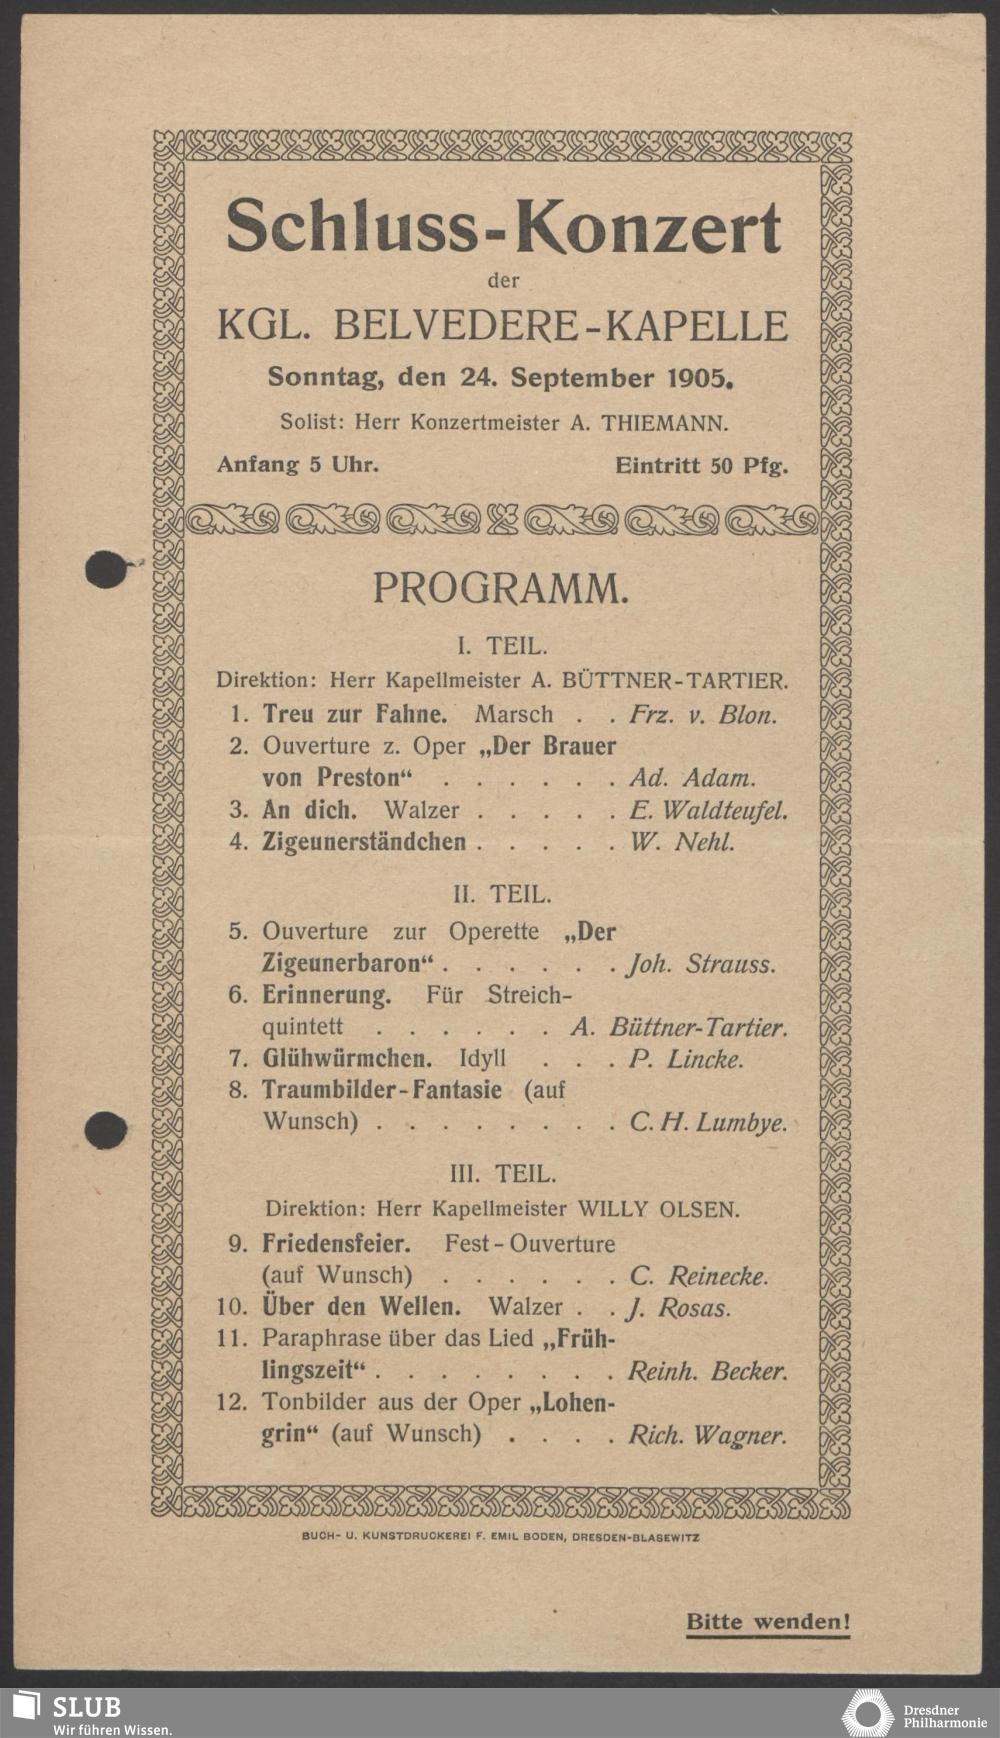 Schluss-Konzert
der
KGL. BELVEDERE-KAPELLE
Sonntag, den 24. September 1905.
Solist: Herr Konzertmeister A. THIEMANN.
Anfang 5 Uhr. Eintritt 50 Pfg.
PROGRAMM.
I. TEIL.
Direktion: Herr Kapellmeister A. BÜTTNER-TARTIER.
1. Treu zur Fahne. Marsch . . Frz. v. Blon.
2. Ouverture z. Oper „Der Brauer
von Preston“ . . . . . . Ad. Adam.
3. An dich. Walzer . . . . . E. Waldteufel.
4. Zigeunerständchen . . . . . W. Nehl.
II. TEIL.
5. Ouverture zur Operette „Der
Zigeunerbaron“ . . . . . . Joh. Strauss.
6. Erinnerung. Für Streich-
quintett . . . . . . A. Büttner-Tartier.
7. Glühwürmchen. Idyll . . . P. Lincke.
8. Traumbilder-Fantasie (auf
Wunsch) . . . . . . . . C. H. Lumbye.
III. TEIL.
Direktion: Herr Kapellmeister WILLY OLSEN.
9. Friedensfeier. Fest-Ouverture
(auf Wunsch) . . . . . . C. Reinecke.
10. Über den Wellen. Walzer . . J. Rosas.
11. Paraphrase über das Lied „Früh-
lingszeit“ . . . . . . . . Reinh. Becker.
12. Tonbilder aus der Oper „Lohen-
grin“ (auf Wunsch) . . . . Rich. Wagner.
BUCH- U. KUNSTDRUCKEREI F. EMIL BODEN, DRESDEN-BLASEWITZ
Bitte wenden!
SLUB
Wir führen Wissen.
Dresdner
Philharmonie